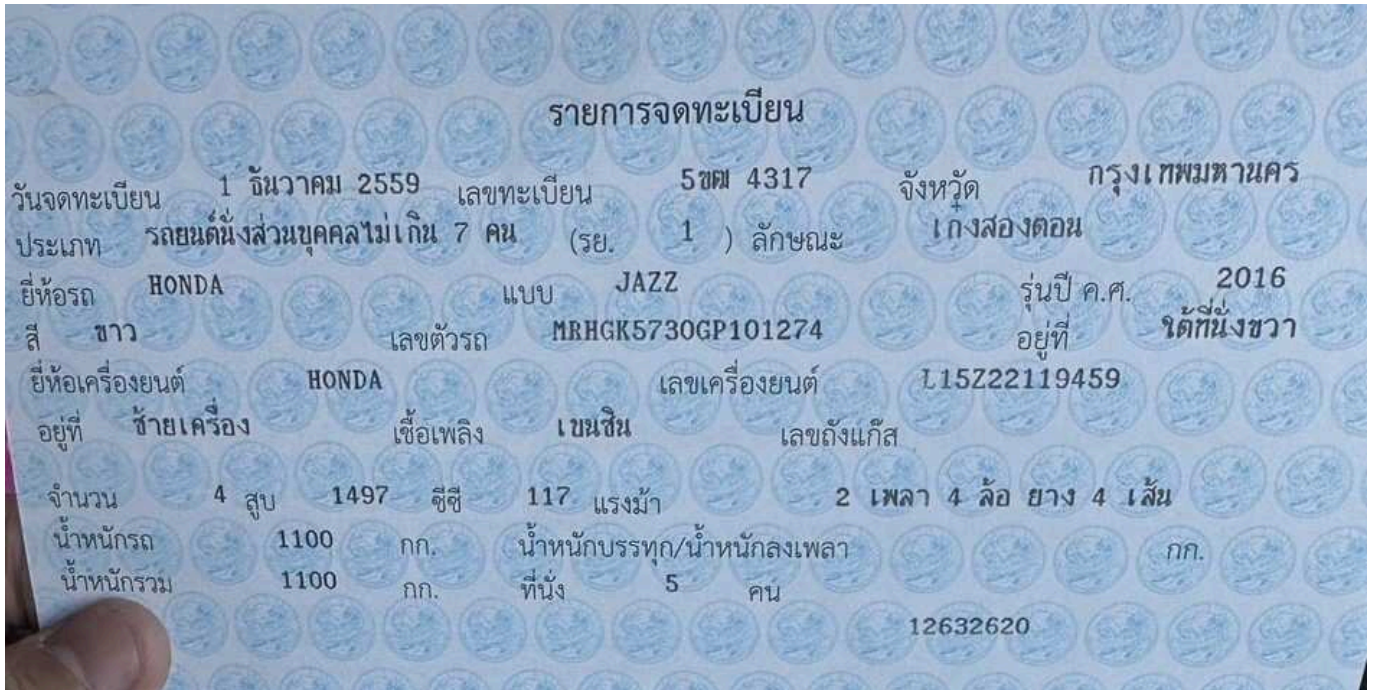 รายการจดทะเบียน
วันจดทะเบียน 1 ธันวาคม 2559 เลขทะเบียน 5ขฒ 4317 จังหวัด กรุงเทพมหานคร
ประเภท รถยนต์นั่งส่วนบุคคลไม่เกิน 7 คน (รย. 1 ) ลักษณะ เก๋งสองตอน
ยี่ห้อรถ HONDA แบบ JAZZ รุ่นปี ค.ศ. 2016
สี ขาว เลขตัวรถ MRHGK5730GP101274 อยู่ที่ ใต้ที่นั่งขวา
ยี่ห้อเครื่องยนต์ HONDA เลขเครื่องยนต์ L15Z22119459
อยู่ที่ ซ้ายเครื่อง เชื้อเพลิง เบนซิน เลขถังแก๊ส
จำนวน 4 สูบ 1497 ซีซี 117 แรงม้า 2 เพลา 4 ล้อ ยาง 4 เส้น
น้ำหนักรถ 1100 กก. น้ำหนักบรรทุก/น้ำหนักลงเพลา กก.
น้ำหนักรวม 1100 กก. ที่นั่ง 5 คน
12632620